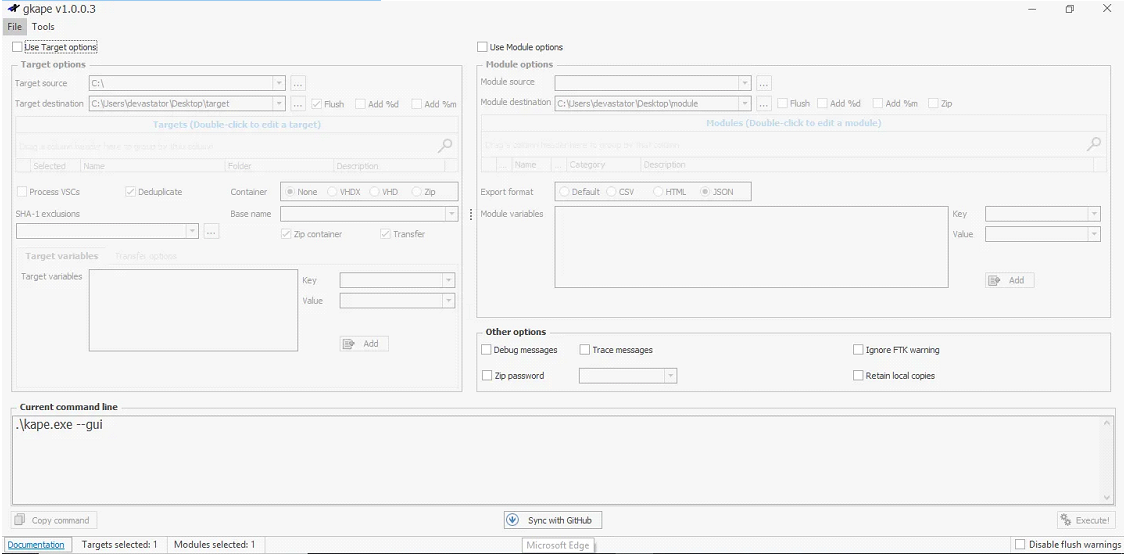 gkape v1.0.0.3
File Tools
Use Target options
Use Module options
Target options
Target source C:\ ...
Target destination C:\Users\devastator\Desktop\target ... Flush Add %d Add %m
Targets (Double-click to edit a target)
Drag a column header here to group by that column
Selected Name Folder Description
Process VSCs Deduplicate Container None VHDX VHD Zip
SHA-1 exclusions Base name
...
Zip container Transfer
Target variables Transfer options
Target variables Key
Value
Add
Module options
Module source ...
Module destination C:\Users\devastator\Desktop\module ... Flush Add %d Add %m Zip
Modules (Double-click to edit a module)
Drag a column header here to group by that column
... Name ... Category Description
Export format Default CSV HTML JSON
Module variables Key
Value
Add
Other options
Debug messages Trace messages Ignore FTK warning
Zip password Retain local copies
Current command line
.\kape.exe --gui
Copy command Sync with GitHub Execute!
Documentation Targets selected: 1 Modules selected: 1 Microsoft Edge Disable flush warnings